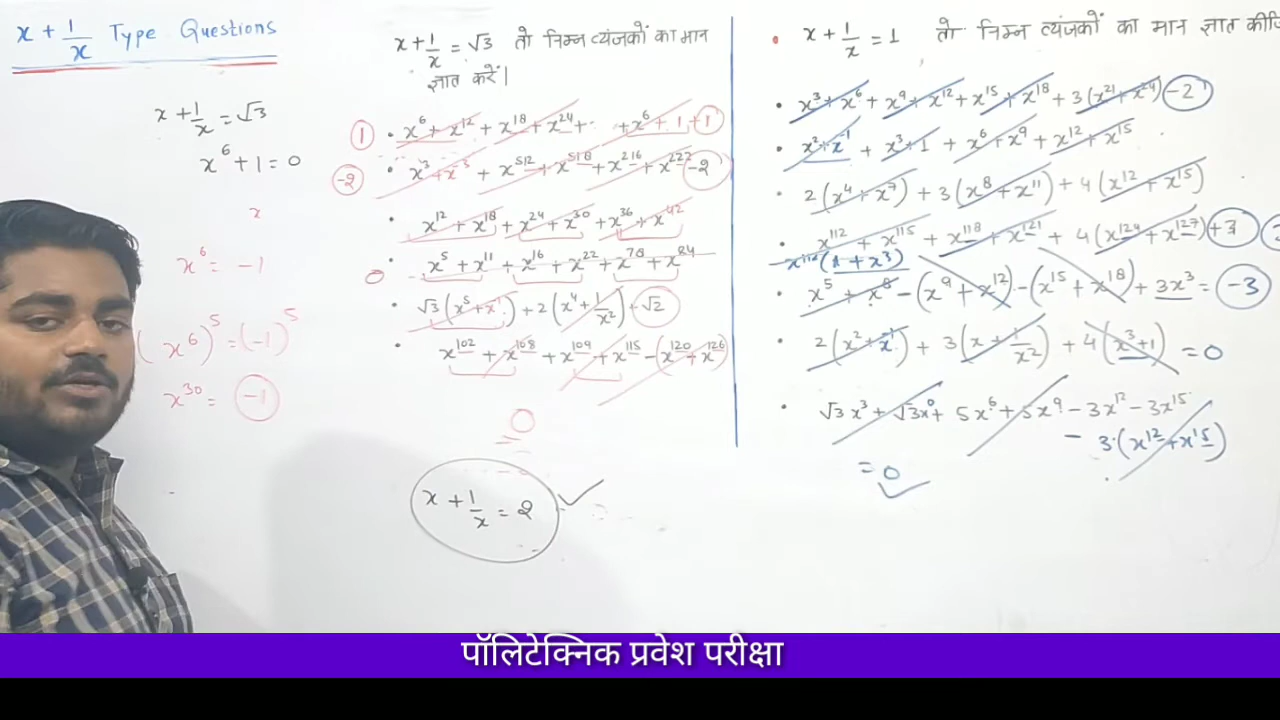 x + 1/x Type Questions
x + 1/x = √3
x⁶ + 1 = 0
x
x⁶ = -1
(x⁶)⁵ = (-1)⁵
x³⁰ = -1
x + 1/x = √3 तो निम्न व्यंजकों का मान
ज्ञात करें।
1 • x⁶ + x¹² + x¹⁸ + x²⁴ + .. + x⁶ + 1 + 1
-2 • x³ + x⁻³ + x⁵¹² + x⁵¹⁸ + x²¹⁶ + x²²² - 2
• x¹² + x¹⁸ + x²⁴ + x³⁰ + x³⁶ + x⁴²
0 • x⁵ + x¹¹ + x¹⁶ + x²² + x⁷⁸ + x⁸⁴
• √3(x⁵ + x⁻¹) + 2(x⁴ + 1/x²) + √2
• x¹⁰² + x¹⁰⁸ + x¹⁰⁹ + x¹¹⁵ - (x¹²⁰ + x¹²⁶)
0
x + 1/x = 2
• x + 1/x = 1 तो निम्न व्यंजकों का मान ज्ञात
• x³ + x⁶ + x⁹ + x¹² + x¹⁵ + x¹⁸ + 3(x²¹ + x²⁴) -2
• x² + x⁻¹ + x³ + 1 + x⁶ + x⁹ + x¹² + x¹⁵
• 2(x⁴ + x⁷) + 3(x⁸ + x¹¹) + 4(x¹² + x¹⁵)
• x¹¹² + x¹¹⁵ + x¹¹⁸ + x¹²¹ + 4(x¹²⁴ + x¹²⁷) + 3
x¹¹²(1 + x³)
• x⁵ + x⁸ - (x⁹ + x¹²) - (x¹⁵ + x¹⁸) + 3x³ = -3
• 2(x² + x⁻¹) + 3(x + 1/x²) + 4(x³ + 1) = 0
• √3x³ + √3x⁰ + 5x⁶ + 5x⁹ - 3x¹² - 3x¹⁵
- 3·(x¹² + x¹⁵)
= 0
पॉलिटेक्निक प्रवेश परीक्षा